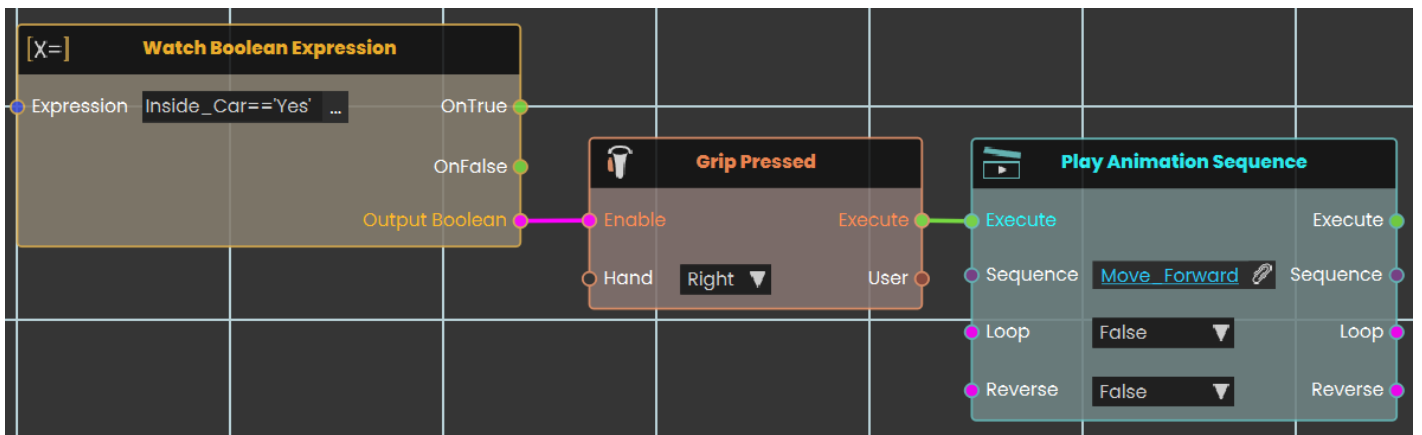 [X=] Watch Boolean Expression
Expression Inside_Car=='Yes' ... OnTrue
OnFalse
Output Boolean
Grip Pressed
Enable Execute
Hand Right User
Play Animation Sequence
Execute Execute
Sequence Move_Forward Sequence
Loop False Loop
Reverse False Reverse